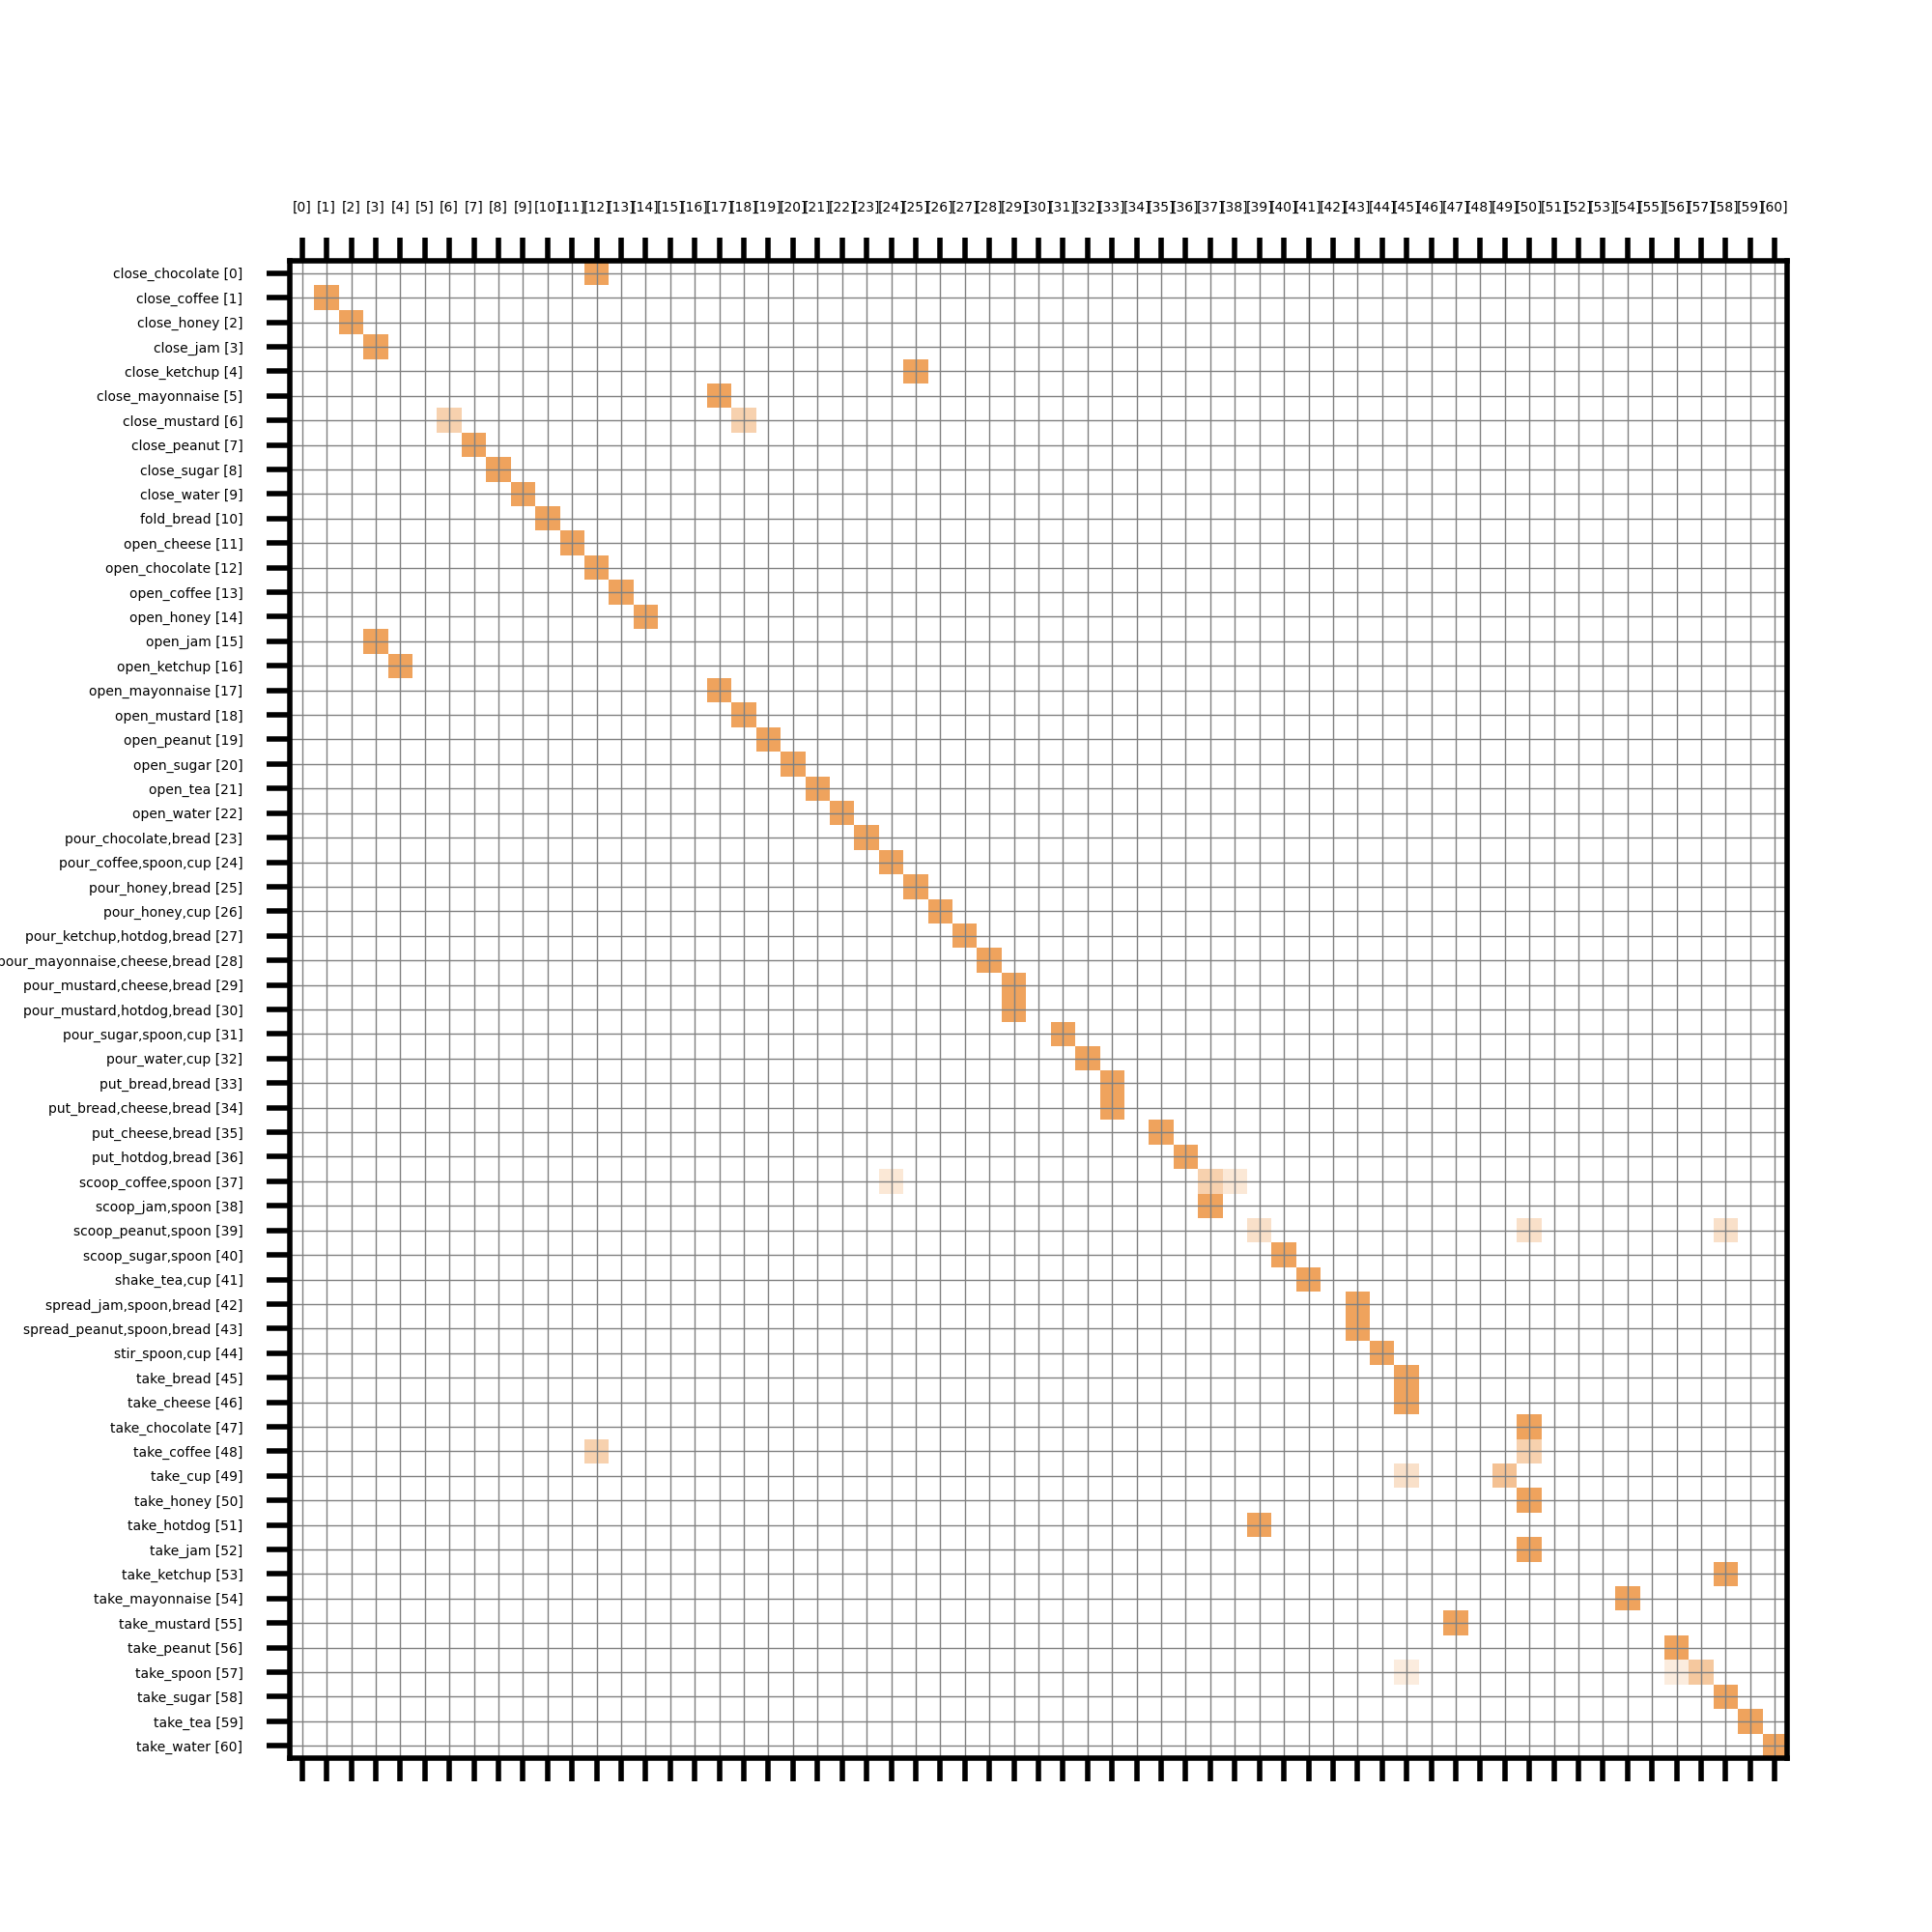 [0] [1] [2] [3] [4] [5] [6] [7] [8] [9] [10] [11] [12] [13] [14] [15] [16] [17] [18] [19] [20] [21] [22] [23] [24] [25] [26] [27] [28] [29] [30] [31] [32] [33] [34] [35] [36] [37] [38] [39] [40] [41] [42] [43] [44] [45] [46] [47] [48] [49] [50] [51] [52] [53] [54] [55] [56] [57] [58] [59] [60]
close_chocolate [0]
close_coffee [1]
close_honey [2]
close_jam [3]
close_ketchup [4]
close_mayonnaise [5]
close_mustard [6]
close_peanut [7]
close_sugar [8]
close_water [9]
fold_bread [10]
open_cheese [11]
open_chocolate [12]
open_coffee [13]
open_honey [14]
open_jam [15]
open_ketchup [16]
open_mayonnaise [17]
open_mustard [18]
open_peanut [19]
open_sugar [20]
open_tea [21]
open_water [22]
pour_chocolate,bread [23]
pour_coffee,spoon,cup [24]
pour_honey,bread [25]
pour_honey,cup [26]
pour_ketchup,hotdog,bread [27]
pour_mayonnaise,cheese,bread [28]
pour_mustard,cheese,bread [29]
pour_mustard,hotdog,bread [30]
pour_sugar,spoon,cup [31]
pour_water,cup [32]
put_bread,bread [33]
put_bread,cheese,bread [34]
put_cheese,bread [35]
put_hotdog,bread [36]
scoop_coffee,spoon [37]
scoop_jam,spoon [38]
scoop_peanut,spoon [39]
scoop_sugar,spoon [40]
shake_tea,cup [41]
spread_jam,spoon,bread [42]
spread_peanut,spoon,bread [43]
stir_spoon,cup [44]
take_bread [45]
take_cheese [46]
take_chocolate [47]
take_coffee [48]
take_cup [49]
take_honey [50]
take_hotdog [51]
take_jam [52]
take_ketchup [53]
take_mayonnaise [54]
take_mustard [55]
take_peanut [56]
take_spoon [57]
take_sugar [58]
take_tea [59]
take_water [60]